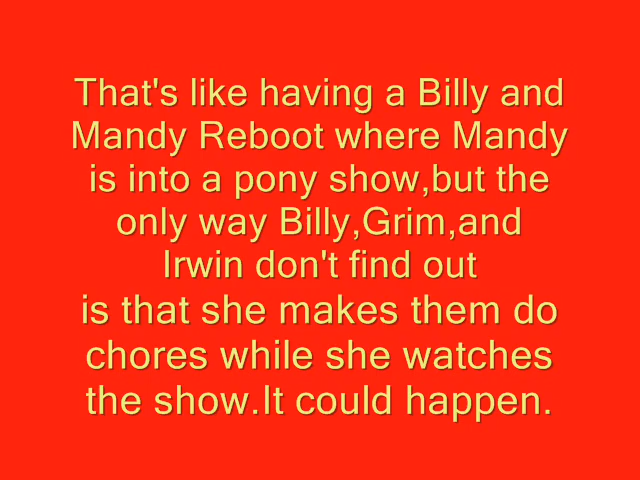 That's like having a Billy and
Mandy Reboot where Mandy
is into a pony show,but the
only way Billy,Grim,and
Irwin don't find out
is that she makes them do
chores while she watches
the show.It could happen.